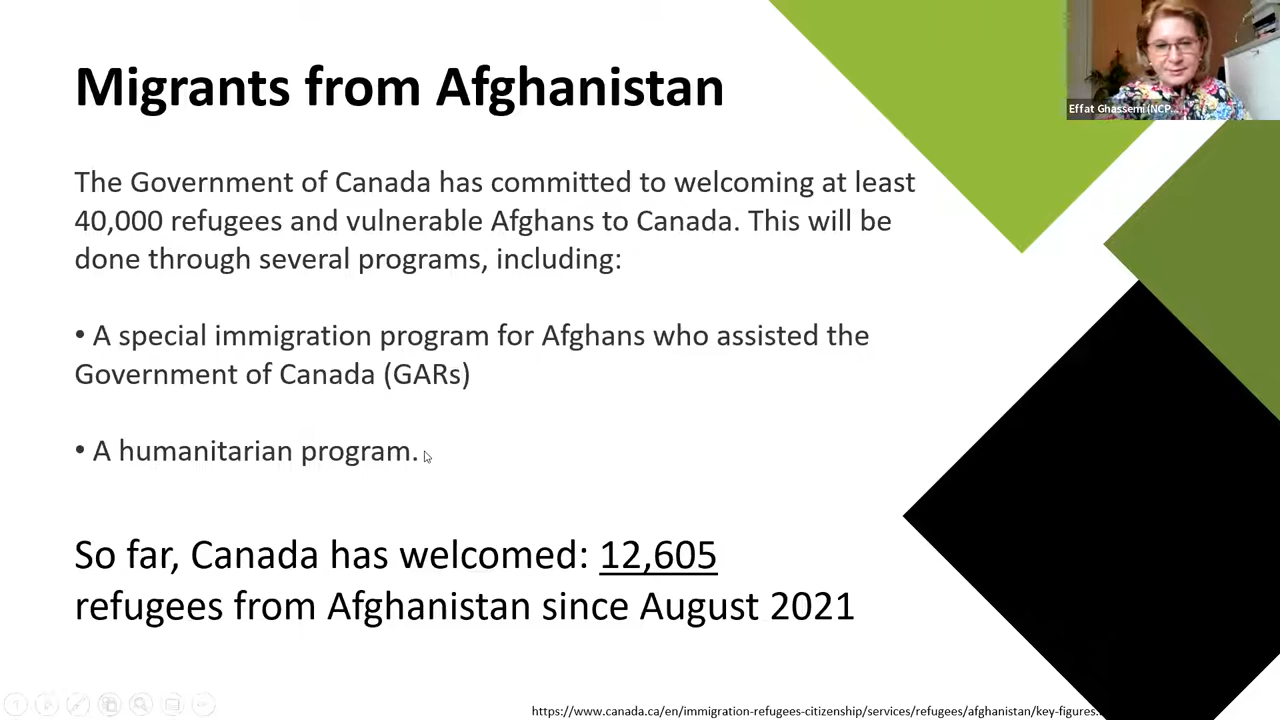 Migrants from Afghanistan
Effat Ghassemi (NCP...
The Government of Canada has committed to welcoming at least
40,000 refugees and vulnerable Afghans to Canada. This will be
done through several programs, including:
• A special immigration program for Afghans who assisted the
Government of Canada (GARs)
• A humanitarian program.
So far, Canada has welcomed: 12,605
refugees from Afghanistan since August 2021
https://www.canada.ca/en/immigration-refugees-citizenship/services/refugees/afghanistan/key-figures.